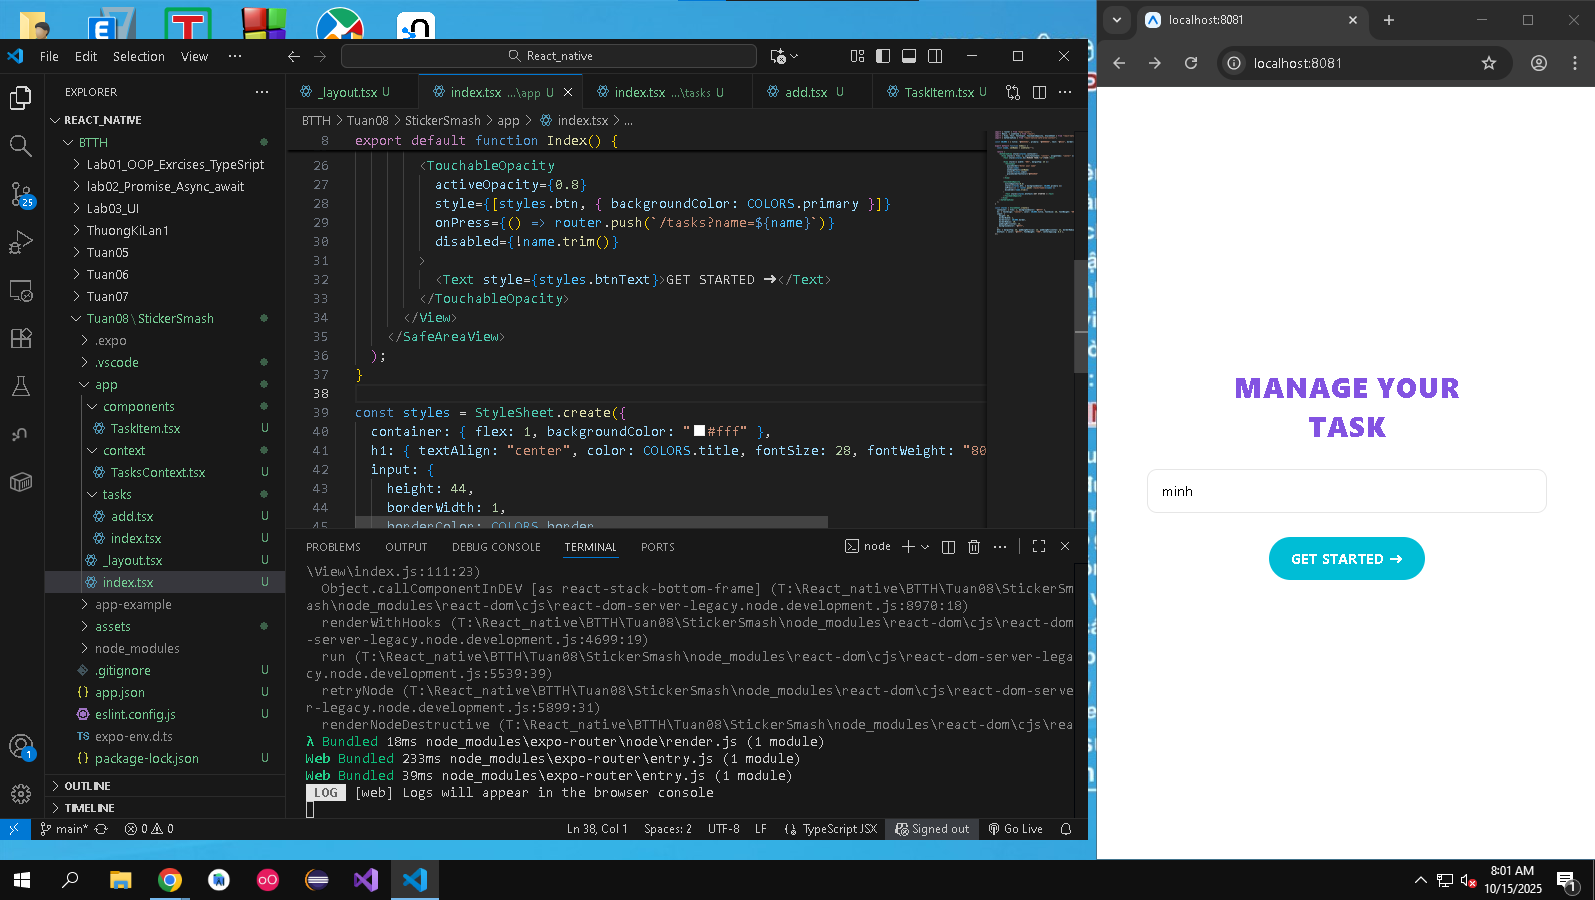 File Edit Selection View ...
React_native
EXPLORER
REACT_NATIVE
BTTH
Lab01_OOP_Exrcises_TypeSript
lab02_Promise_Async_await
Lab03_UI
ThuongKiLan1
Tuan05
Tuan06
Tuan07
Tuan08\StickerSmash
.expo
.vscode
app
components
TaskItem.tsx U
context
TasksContext.tsx U
tasks
add.tsx U
index.tsx U
_layout.tsx U
index.tsx U
app-example
assets
node_modules
.gitignore U
app.json U
eslint.config.js U
expo-env.d.ts
package-lock.json U
OUTLINE
TIMELINE
25
1
_layout.tsx U index.tsx ...\app U index.tsx ...\tasks U add.tsx U TaskItem.tsx U
BTTH > Tuan08 > StickerSmash > app > index.tsx > ...
8 export default function Index() {
26 <TouchableOpacity
27 activeOpacity={0.8}
28 style={[styles.btn, { backgroundColor: COLORS.primary }]}
29 onPress={() => router.push(`/tasks?name=${name}`)}
30 disabled={!name.trim()}
31 >
32 <Text style={styles.btnText}>GET STARTED ➔</Text>
33 </TouchableOpacity>
34 </View>
35 </SafeAreaView>
36 );
37 }
38
39 const styles = StyleSheet.create({
40 container: { flex: 1, backgroundColor: "#fff" },
41 h1: { textAlign: "center", color: COLORS.title, fontSize: 28, fontWeight: "80
42 input: {
43 height: 44,
44 borderWidth: 1,
45 borderColor: COLORS.border
PROBLEMS OUTPUT DEBUG CONSOLE TERMINAL PORTS
node
\View\index.js:111:23)
Object.callComponentInDEV [as react-stack-bottom-frame] (T:\React_native\BTTH\Tuan08\StickerSm
ash\node_modules\react-dom\cjs\react-dom-server-legacy.node.development.js:8970:18)
renderWithHooks (T:\React_native\BTTH\Tuan08\StickerSmash\node_modules\react-dom\cjs\react-dom
-server-legacy.node.development.js:4699:19)
run (T:\React_native\BTTH\Tuan08\StickerSmash\node_modules\react-dom\cjs\react-dom-server-lega
cy.node.development.js:5539:39)
retryNode (T:\React_native\BTTH\Tuan08\StickerSmash\node_modules\react-dom\cjs\react-dom-serve
r-legacy.node.development.js:5899:31)
renderNodeDestructive (T:\React_native\BTTH\Tuan08\StickerSmash\node_modules\react-dom\cjs\rea
λ Bundled 18ms node_modules\expo-router\node\render.js (1 module)
Web Bundled 233ms node_modules\expo-router\entry.js (1 module)
Web Bundled 39ms node_modules\expo-router\entry.js (1 module)
LOG [web] Logs will appear in the browser console
main* 0 0
Ln 38, Col 1 Spaces: 2 UTF-8 LF {} TypeScript JSX Signed out Go Live
localhost:8081
localhost:8081
MANAGE YOUR
TASK
minh
GET STARTED ➔
8:01 AM
10/15/2025
1